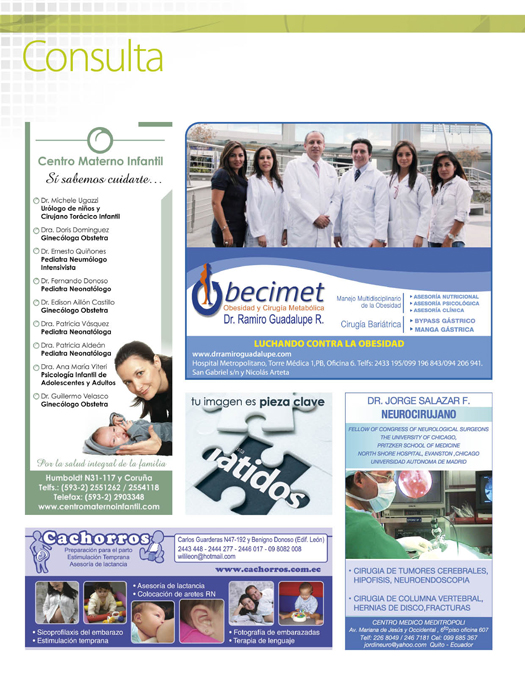 Consulta
Centro Materno Infantil
Sí sabemos cuidarte...
Dr. Michele Ugazzi
Urólogo de niños y
Cirujano Torácico Infantil
Dra. Doris Domínguez
Ginecóloga Obstetra
Dr. Ernesto Quiñones
Pediatra Neumólogo
Intensivista
Dr. Fernando Donoso
Pediatra Neonatólogo
Dr. Edison Aillón Castillo
Ginecólogo Obstetra
Dra. Patricia Vásquez
Pediatra Neonatóloga
Dra. Patricia Aldeán
Pediatra Neonatóloga
Dra. Ana María Viteri
Psicología Infantil de
Adolescentes y Adultos
Dr. Guillermo Velasco
Ginecólogo Obstetra
Por la salud integral de la familia
Humboldt N31-117 y Coruña
Telfs.: (593-2) 2551262 / 2554118
Telefax: (593-2) 2903348
www.centromaternoinfantil.com
Obecimet
Obesidad y Cirugía Metabólica
Dr. Ramiro Guadalupe R.
Manejo Multidisciplinario
de la Obesidad
ASESORÍA NUTRICIONAL
ASESORÍA PSICOLÓGICA
ASESORÍA CLÍNICA
Cirugía Bariátrica
BYPASS GÁSTRICO
MANGA GÁSTRICA
LUCHANDO CONTRA LA OBESIDAD
www.drramiroguadalupe.com
Hospital Metropolitano, Torre Médica 1,PB, Oficina 6. Telfs: 2433 195/099 196 843/094 206 941.
San Gabriel s/n y Nicolás Arteta
tu imagen es pieza clave
latidos
DR. JORGE SALAZAR F.
NEUROCIRUJANO
FELLOW OF CONGRESS OF NEUROLOGICAL SURGEONS
THE UNIVERSITY OF CHICAGO,
PRITZKER SCHOOL OF MEDICINE
NORTH SHORE HOSPITAL, EVANSTON ,CHICAGO
UNIVERSIDAD AUTÓNOMA DE MADRID
• CIRUGIA DE TUMORES CEREBRALES,
HIPOFISIS, NEUROENDOSCOPIA
• CIRUGIA DE COLUMNA VERTEBRAL,
HERNIAS DE DISCO,FRACTURAS
CENTRO MEDICO MEDITROPOLI
Av. Mariana de Jesús y Occidental , 6to piso oficina 607
Telf: 226 8049 / 246 7181 Cel: 099 685 367
jordineuro@yahoo.com Quito - Ecuador
Cachorros
Preparación para el parto
Estimulación Temprana
Asesoría de lactancia
Carlos Guarderas N47-192 y Benigno Donoso (Edif. León)
2443 448 - 2444 277 - 2446 017 - 09 8082 008
willleon@hotmail.com
www.cachorros.com.ec
• Asesoría de lactancia
• Colocación de aretes RN
• Sicoprofilaxis del embarazo
• Estimulación temprana
• Fotografía de embarazadas
• Terapia de lenguaje